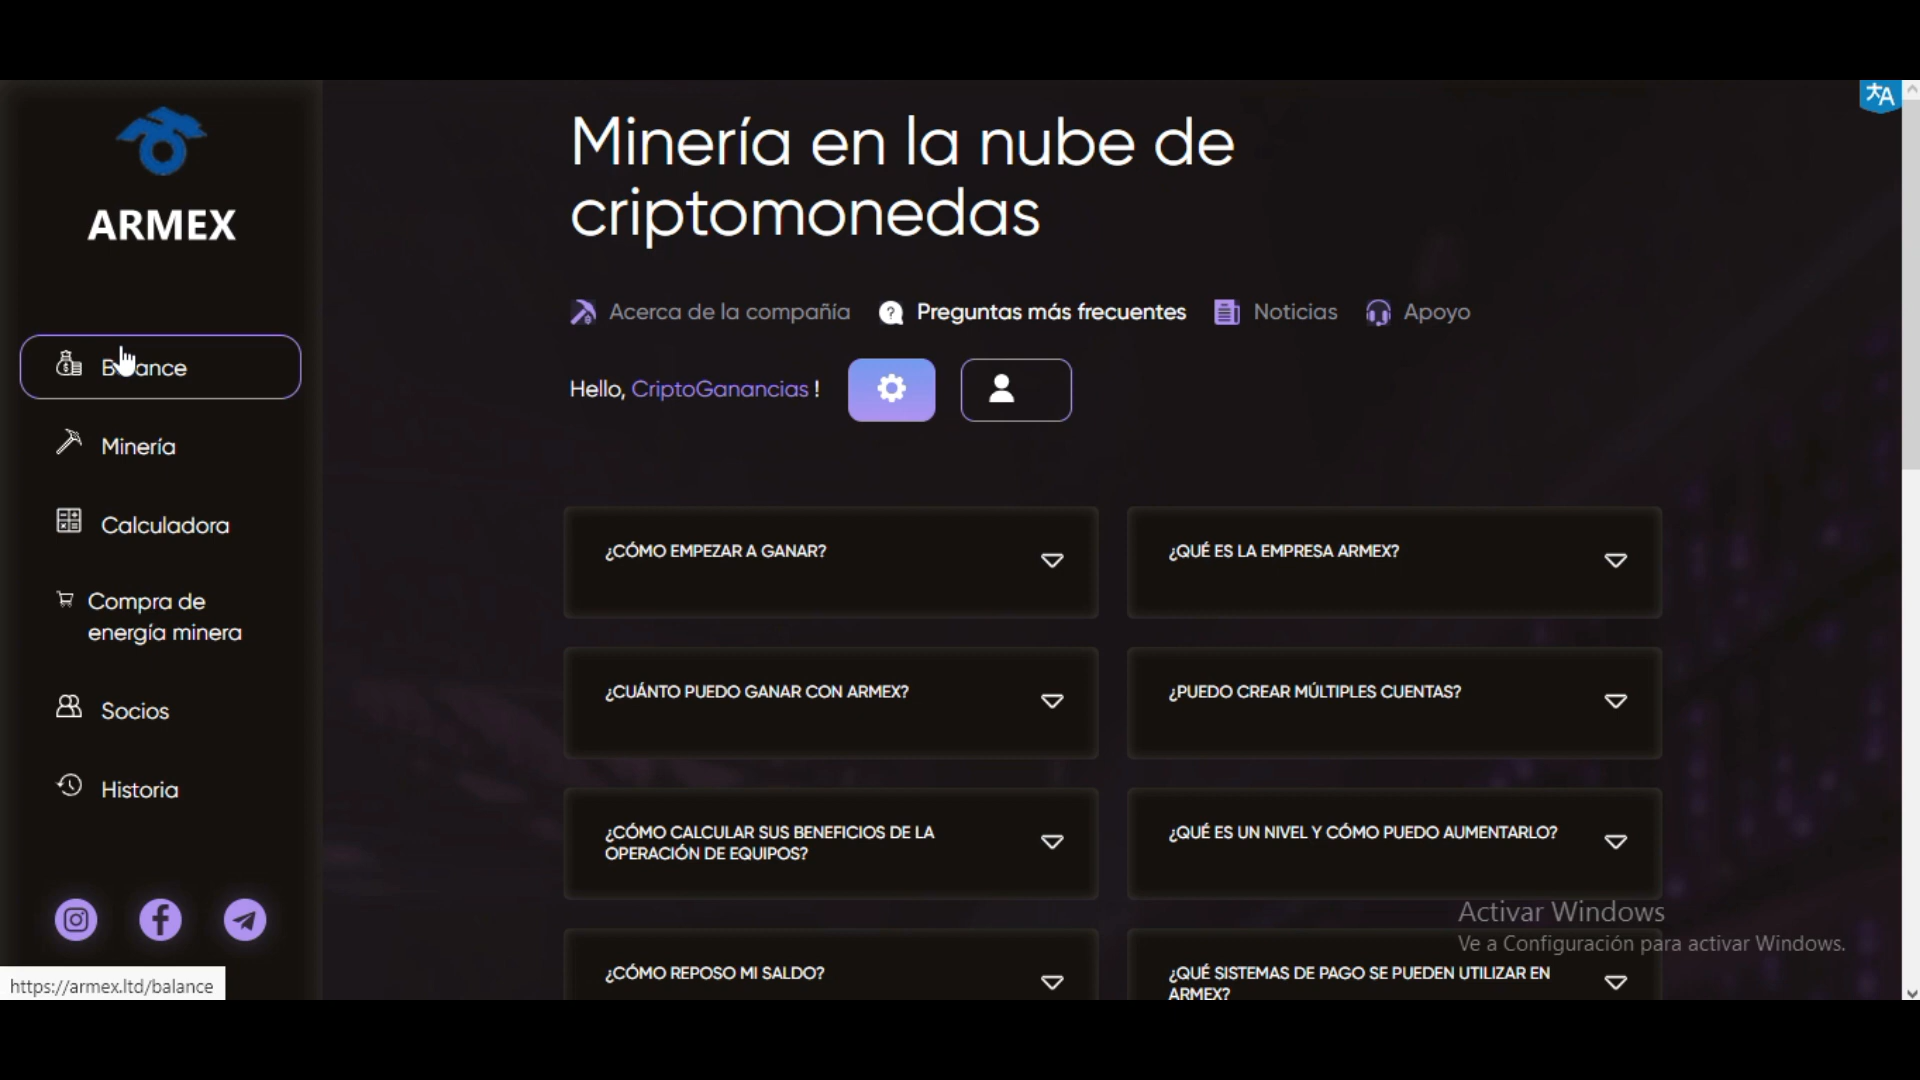 ARMEX
Balance
Minería
Calculadora
Compra de
energía minera
Socios
Historia
https://armex.ltd/balance
Minería en la nube de
criptomonedas
Acerca de la compañía
Preguntas más frecuentes
Noticias
Apoyo
Hello, CriptoGanancias !
¿CÓMO EMPEZAR A GANAR?
¿QUÉ ES LA EMPRESA ARMEX?
¿CUÁNTO PUEDO GANAR CON ARMEX?
¿PUEDO CREAR MÚLTIPLES CUENTAS?
¿CÓMO CALCULAR SUS BENEFICIOS DE LA
OPERACIÓN DE EQUIPOS?
¿QUÉ ES UN NIVEL Y CÓMO PUEDO AUMENTARLO?
¿CÓMO REPOSO MI SALDO?
¿QUÉ SISTEMAS DE PAGO SE PUEDEN UTILIZAR EN
ARMEX?
Activar Windows
Ve a Configuración para activar Windows.